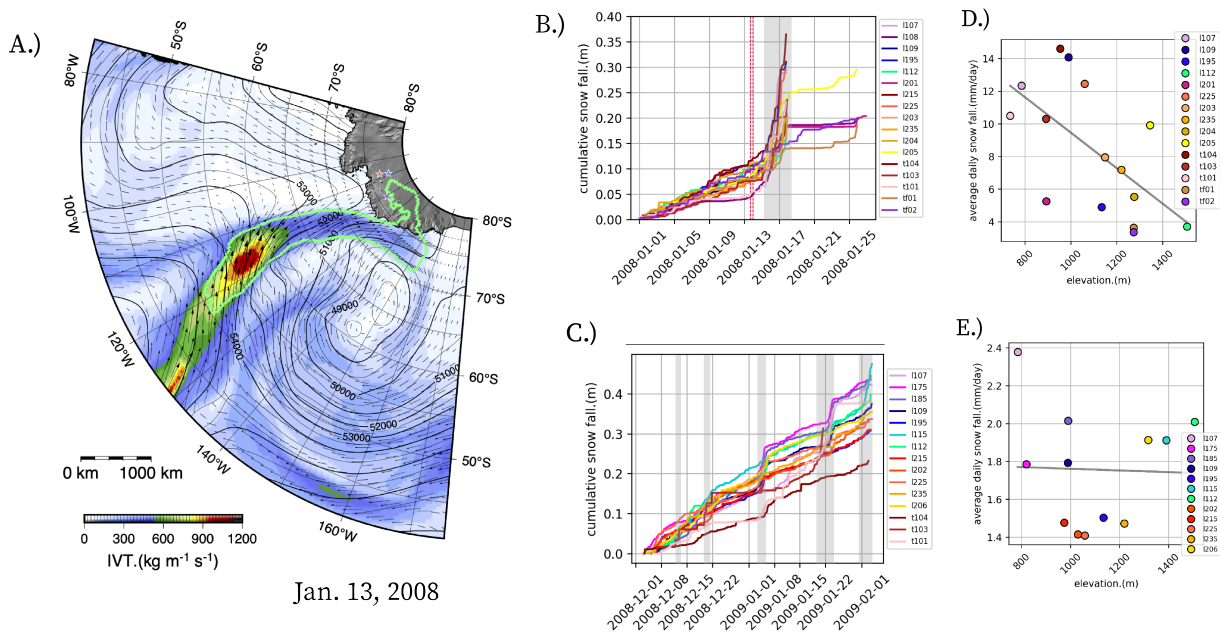 A.)
50°S
60°S
70°S
80°S
80°W
100°W
120°W
140°W
160°W
80°S
70°S
60°S
50°S
53000
52000
51000
49000
54000
50000
51000
52000
53000
0 km 1000 km
0 300 600 900 1200
IVT.(kg m⁻¹ s¹)
Jan. 13, 2008
B.)
cumulative snow fall.(m)
0.40
0.35
0.30
0.25
0.20
0.15
0.10
0.05
0.00
2008-01-01
2008-01-05
2008-01-09
2008-01-13
2008-01-17
2008-01-21
2008-01-25
l107
l108
l109
l195
l112
l201
l215
l225
l203
l235
l204
l205
t104
t103
t101
tf01
tf02
C.)
cumulative snow fall.(m)
0.4
0.3
0.2
0.1
0.0
2008-12-01
2008-12-08
2008-12-15
2008-12-22
2009-01-01
2009-01-08
2009-01-15
2009-01-22
2009-02-01
l107
l175
l185
l109
l195
l115
l112
l215
l202
l225
l235
l206
t104
t103
t101
D.)
average daily snow fall.(mm/day)
14
12
10
8
6
4
800
1000
1200
1400
elevation.(m)
l107
l109
l195
l112
l201
l225
l203
l235
l204
l205
t104
t103
t101
tf01
tf02
E.)
average daily snow fall.(mm/day)
2.4
2.2
2.0
1.8
1.6
1.4
800
1000
1200
1400
elevation.(m)
l107
l175
l185
l109
l195
l115
l112
l202
l215
l225
l235
l206